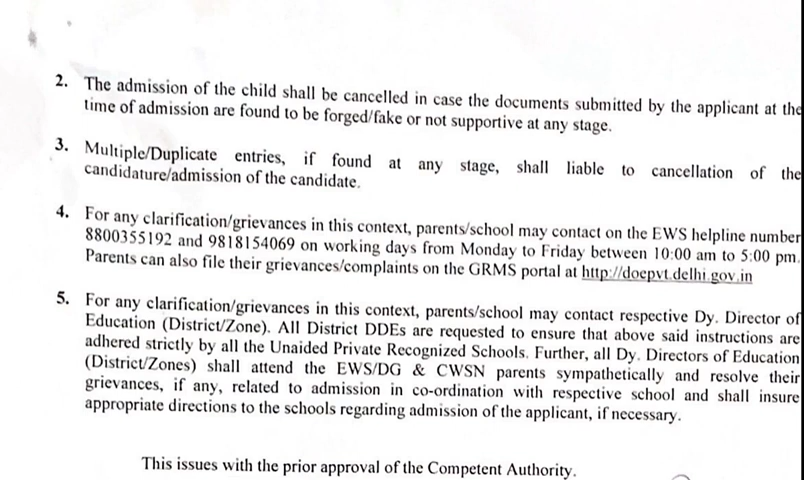 2. The admission of the child shall be cancelled in case the documents submitted by the applicant at the
time of admission are found to be forged/fake or not supportive at any stage.
3. Multiple/Duplicate entries, if found at any stage, shall liable to cancellation of the
candidature/admission of the candidate.
4. For any clarification/grievances in this context, parents/school may contact on the EWS helpline number
8800355192 and 9818154069 on working days from Monday to Friday between 10:00 am to 5:00 pm.
Parents can also file their grievances/complaints on the GRMS portal at http://doepvt.delhi.gov.in
5. For any clarification/grievances in this context, parents/school may contact respective Dy. Director of
Education (District/Zone). All District DDEs are requested to ensure that above said instructions are
adhered strictly by all the Unaided Private Recognized Schools. Further, all Dy. Directors of Education
(District/Zones) shall attend the EWS/DG & CWSN parents sympathetically and resolve their
grievances, if any, related to admission in co-ordination with respective school and shall insure
appropriate directions to the schools regarding admission of the applicant, if necessary.
This issues with the prior approval of the Competent Authority.